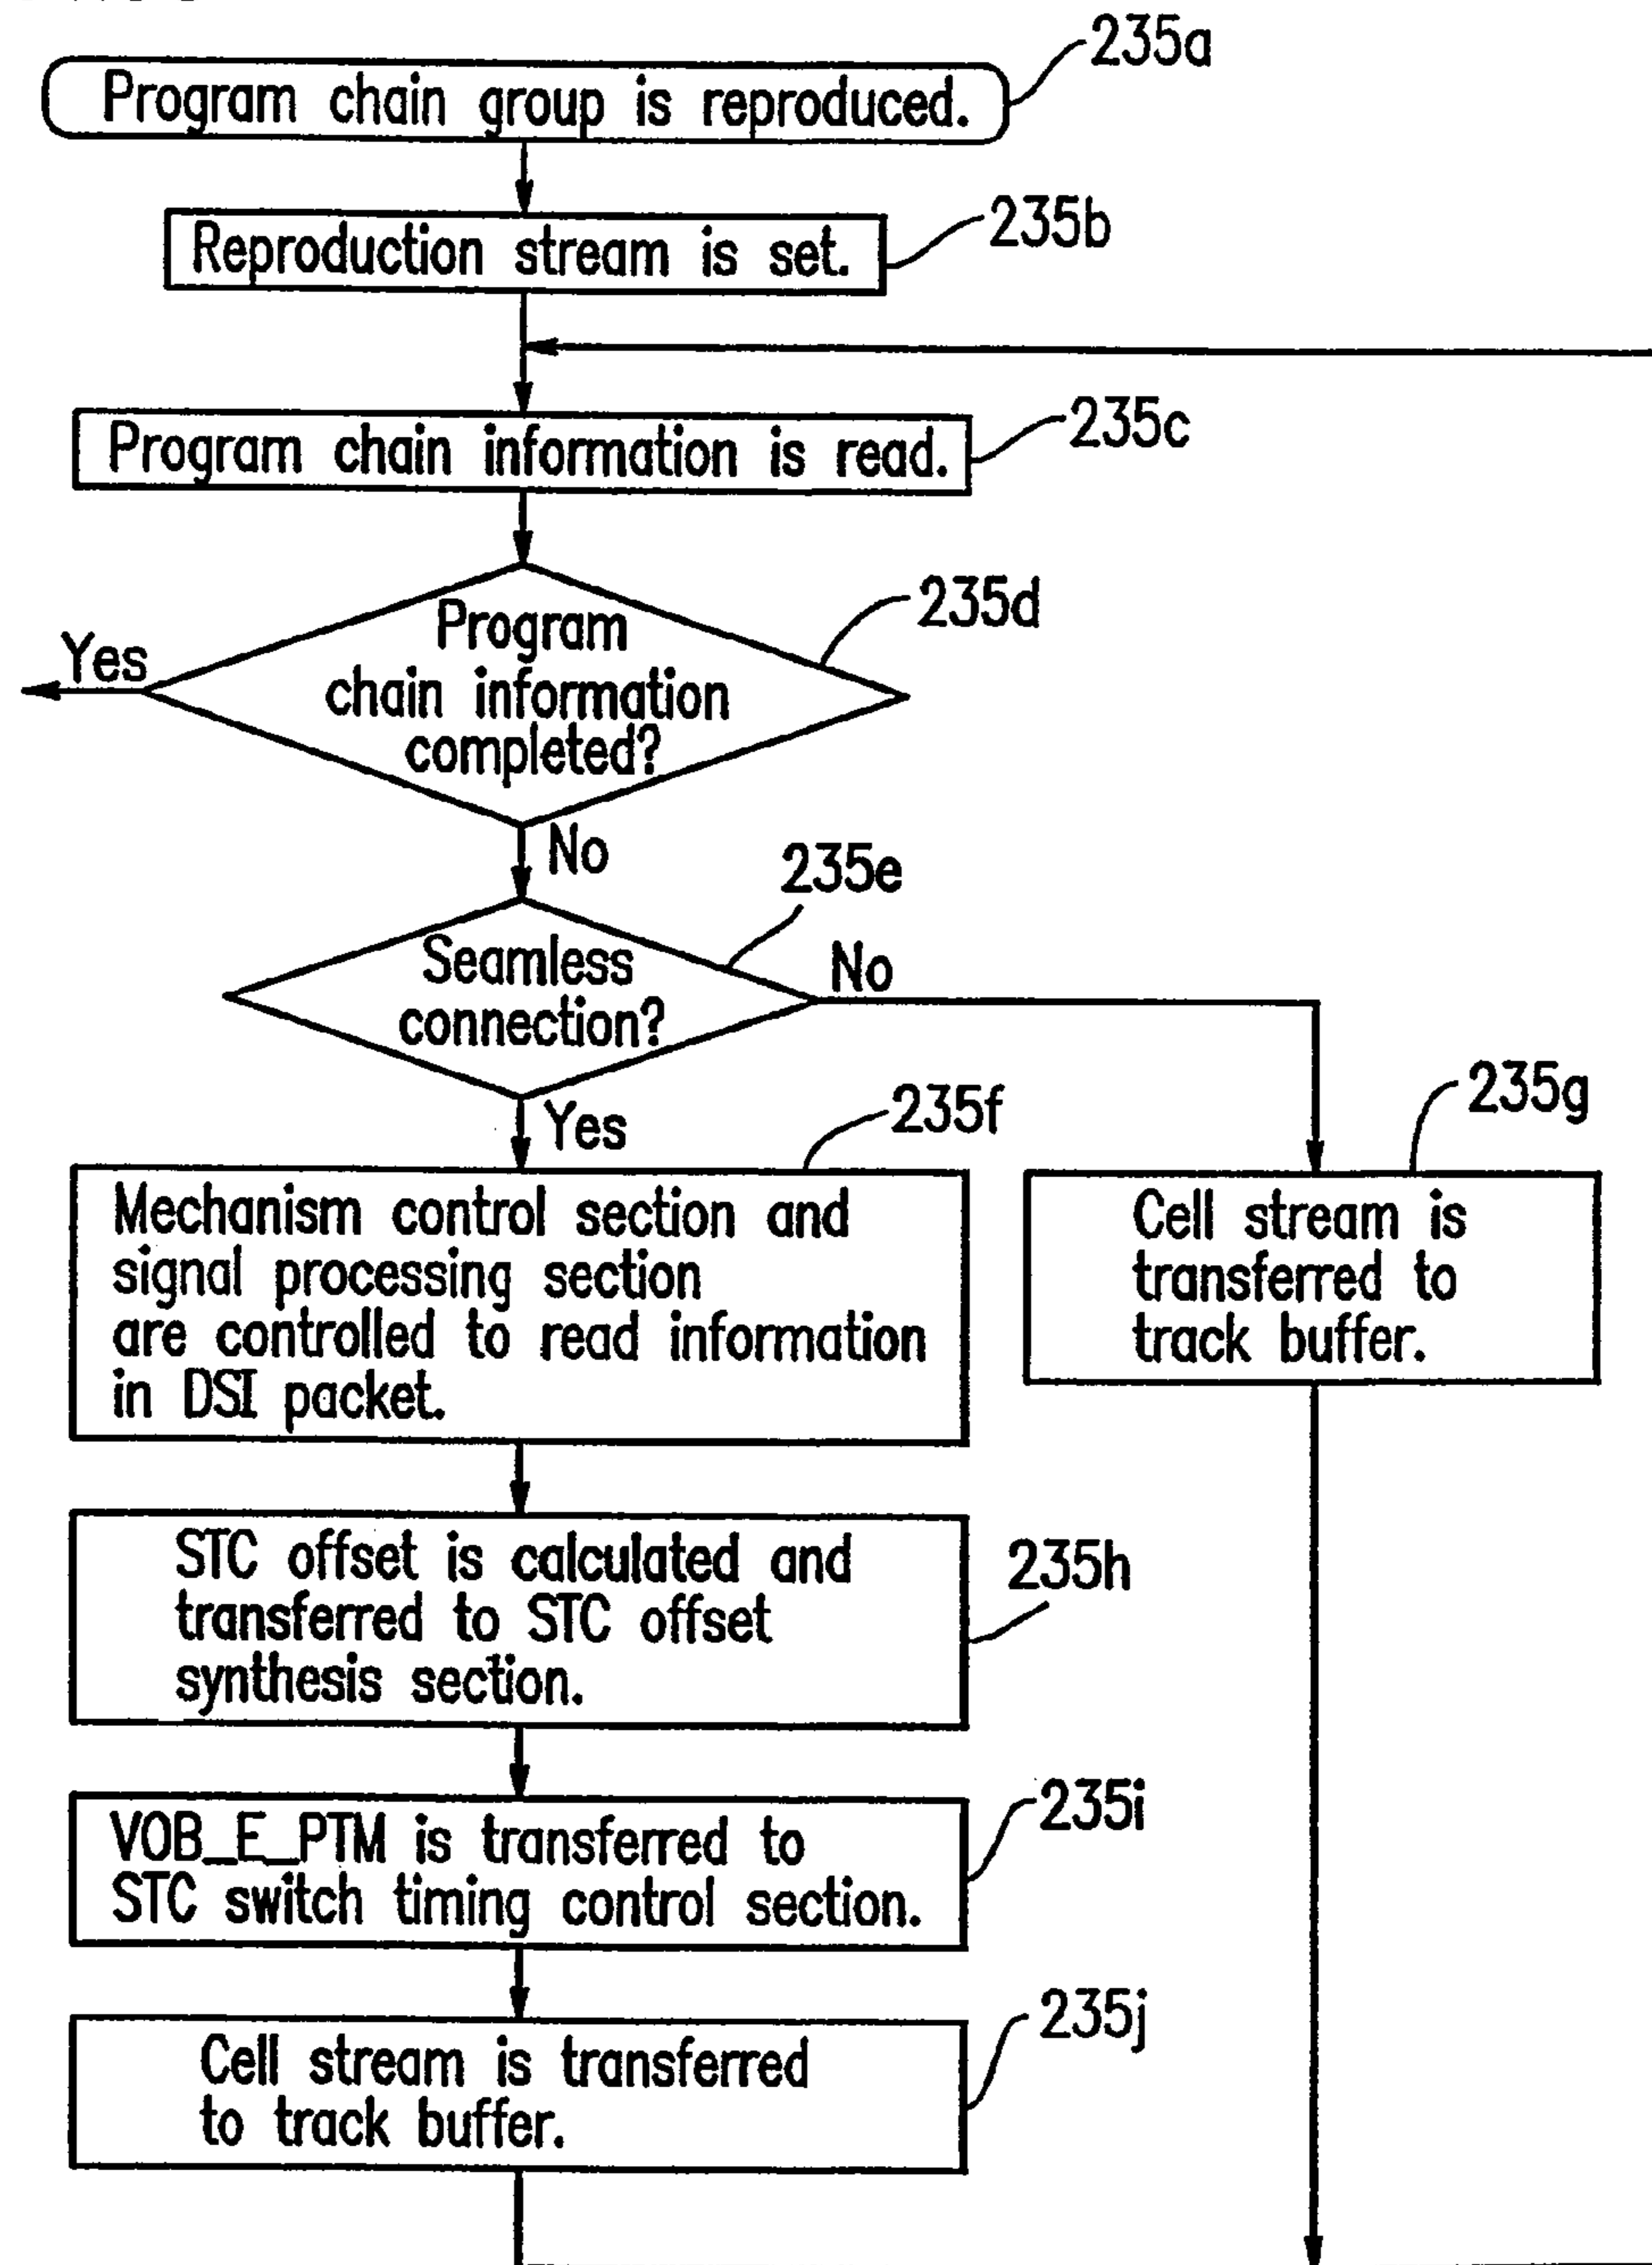 235a
Program chain group is reproduced.
235b
Reproduction stream is set.
235c
Program chain information is read.
235d
Program
chain information
completed?
Yes
No
235e
Seamless
connection?
No
Yes
235f
235g
Mechanism control section and
signal processing section
are controlled to read information
in DSI packet.
Cell stream is
transferred to
track buffer.
STC offset is calculated and
transferred to STC offset
synthesis section.
235h
VOB_E_PTM is transferred to
STC switch timing control section.
235i
Cell stream is transferred
to track buffer.
235j